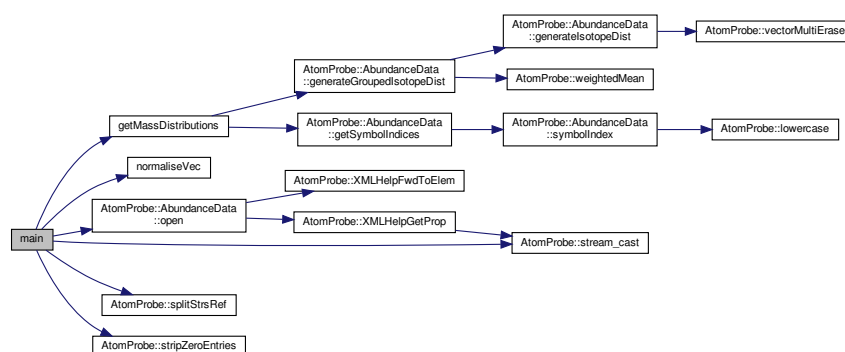 AtomProbe::AbundanceData
::generateIsotopeDist
AtomProbe::vectorMultiErase
AtomProbe::AbundanceData
::generateGroupedIsotopeDist
AtomProbe::weightedMean
getMassDistributions
AtomProbe::AbundanceData
::getSymbolIndices
AtomProbe::AbundanceData
::symbolIndex
AtomProbe::lowercase
normaliseVec
AtomProbe::XMLHelpFwdToElem
AtomProbe::AbundanceData
::open
AtomProbe::XMLHelpGetProp
main
AtomProbe::stream_cast
AtomProbe::splitStrsRef
AtomProbe::stripZeroEntries